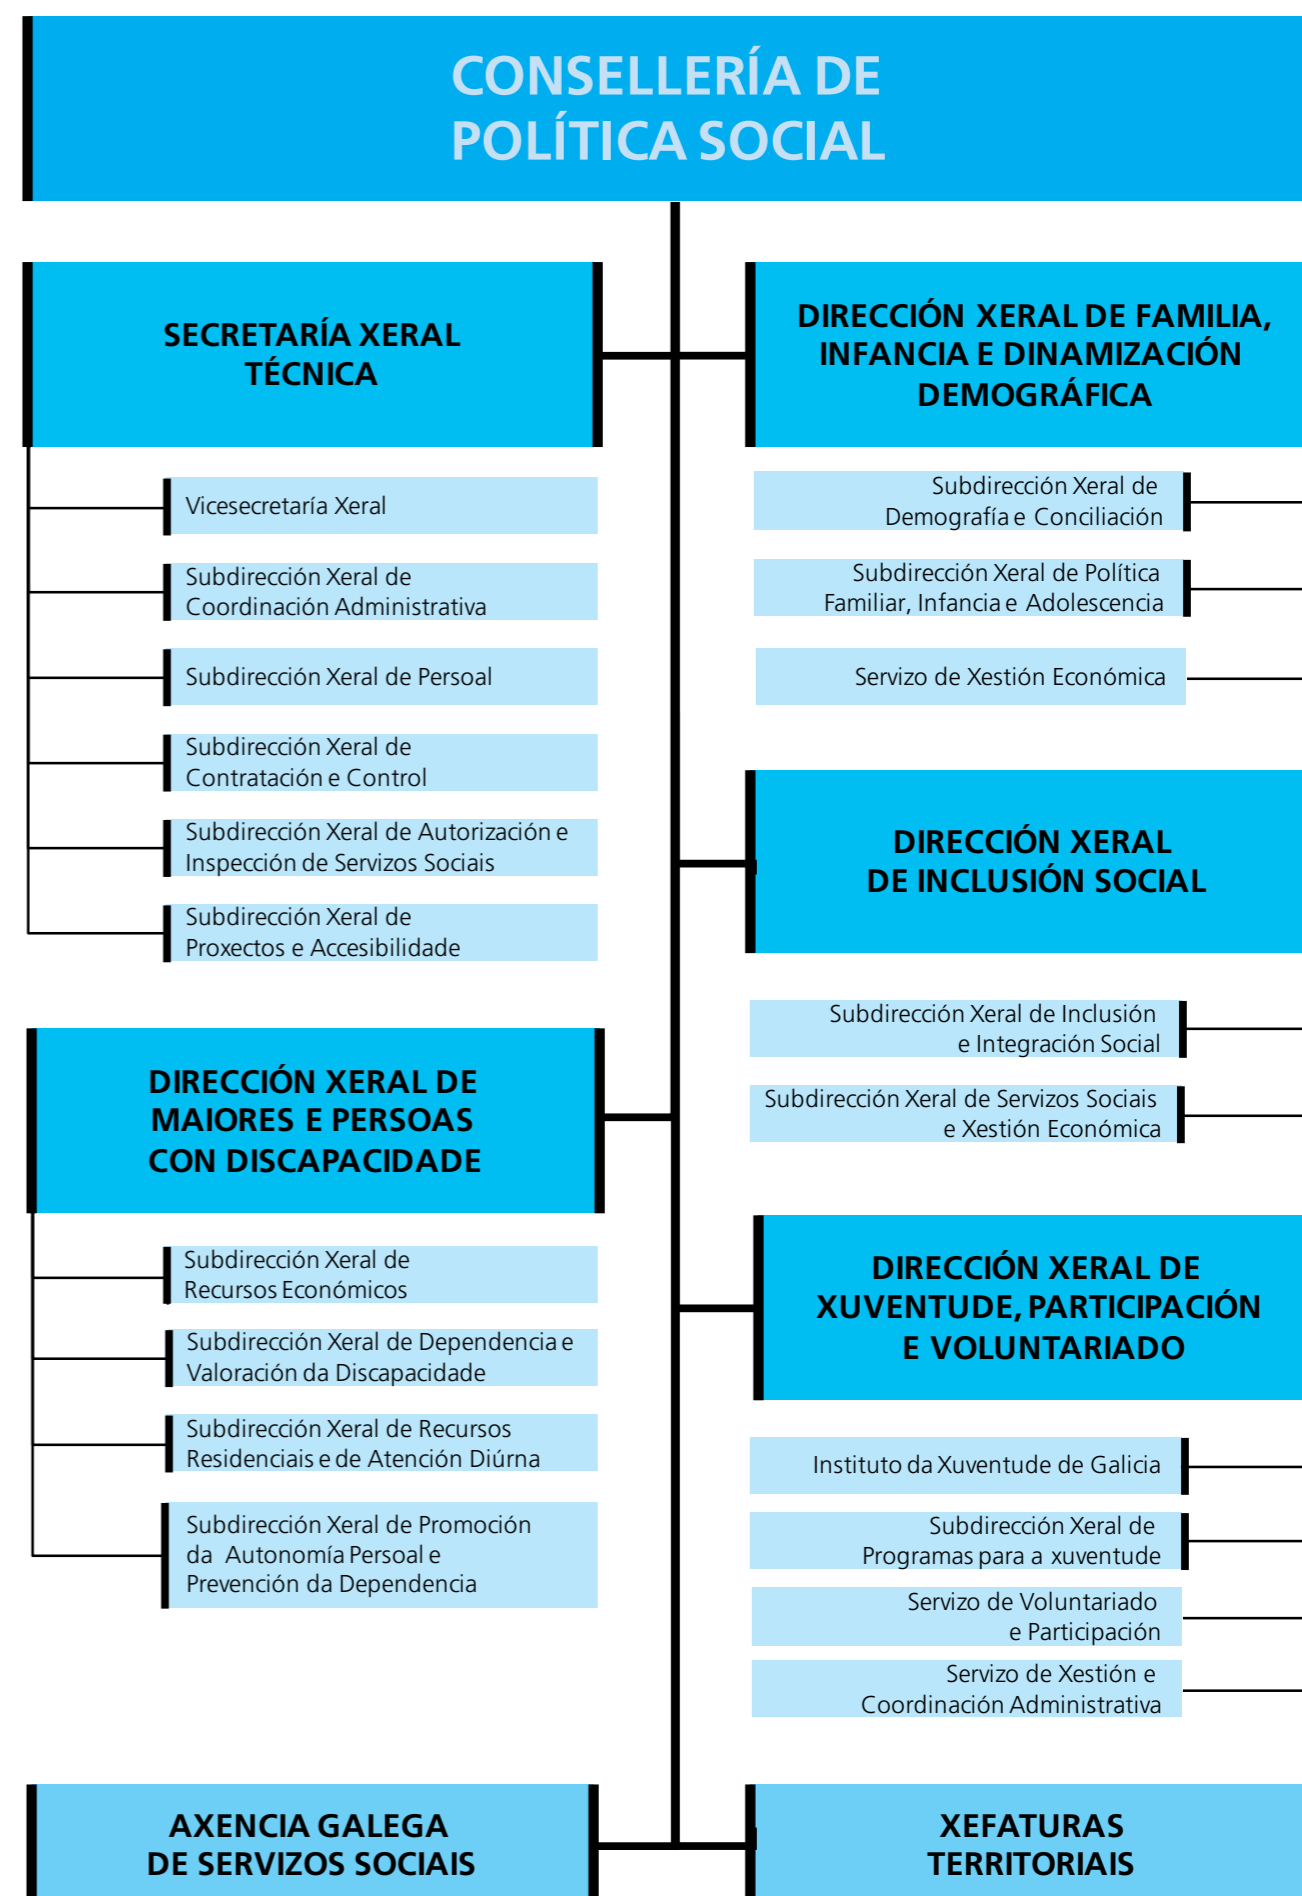 CONSELLERÍA DE
POLÍTICA SOCIAL
SECRETARÍA XERAL
TÉCNICA
Vicesecretaría Xeral
Subdirección Xeral de
Coordinación Administrativa
Subdirección Xeral de Persoal
Subdirección Xeral de
Contratación e Control
Subdirección Xeral de Autorización e
Inspección de Servizos Sociais
Subdirección Xeral de
Proxectos e Accesibilidade
DIRECCIÓN XERAL DE
MAIORES E PERSOAS
CON DISCAPACIDADE
Subdirección Xeral de
Recursos Económicos
Subdirección Xeral de Dependencia e
Valoración da Discapacidade
Subdirección Xeral de Recursos
Residenciais e de Atención Diúrna
Subdirección Xeral de Promoción
da Autonomía Persoal e
Prevención da Dependencia
AXENCIA GALEGA
DE SERVIZOS SOCIAIS
DIRECCIÓN XERAL DE FAMILIA,
INFANCIA E DINAMIZACIÓN
DEMOGRÁFICA
Subdirección Xeral de
Demografía e Conciliación
Subdirección Xeral de Política
Familiar, Infancia e Adolescencia
Servizo de Xestión Económica
DIRECCIÓN XERAL
DE INCLUSIÓN SOCIAL
Subdirección Xeral de Inclusión
e Integración Social
Subdirección Xeral de Servizos Sociais
e Xestión Económica
DIRECCIÓN XERAL DE
XUVENTUDE, PARTICIPACIÓN
E VOLUNTARIADO
Instituto da Xuventude de Galicia
Subdirección Xeral de
Programas para a xuventude
Servizo de Voluntariado
e Participación
Servizo de Xestión e
Coordinación Administrativa
XEFATURAS
TERRITORIAIS